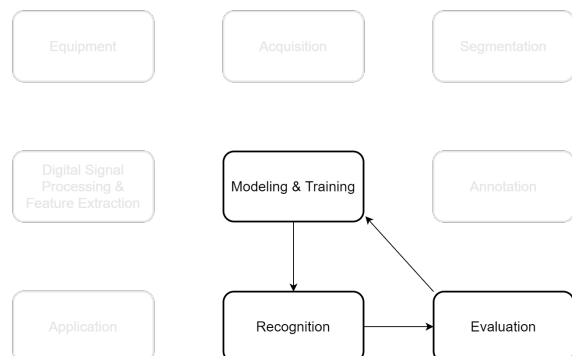 Equipment
Acquisition
Segmentation
Digital Signal
Processing &
Feature Extraction
Modeling & Training
Annotation
Application
Recognition
Evaluation